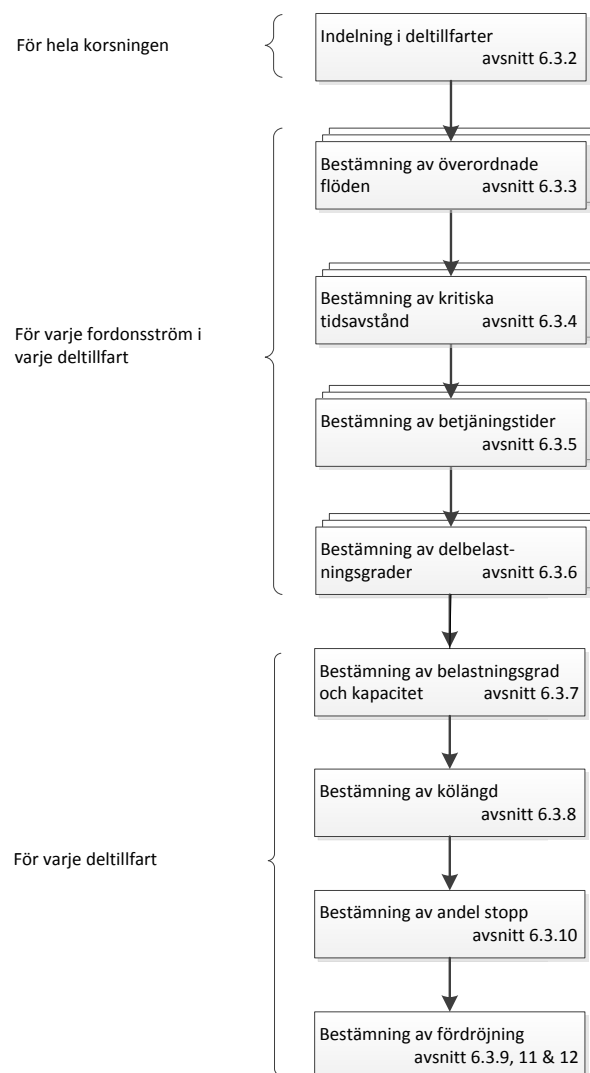 För hela korsningen
Indelning i deltillfarter
avsnitt 6.3.2
Bestämning av överordnade
flöden avsnitt 6.3.3
Bestämning av kritiska
tidsavstånd avsnitt 6.3.4
För varje fordonsström i
varje deltillfart
Bestämning av betjäningstider
avsnitt 6.3.5
Bestämning av delbelast-
ningsgrader avsnitt 6.3.6
Bestämning av belastningsgrad
och kapacitet avsnitt 6.3.7
Bestämning av kölängd
avsnitt 6.3.8
För varje deltillfart
Bestämning av andel stopp
avsnitt 6.3.10
Bestämning av fördröjning
avsnitt 6.3.9, 11 & 12